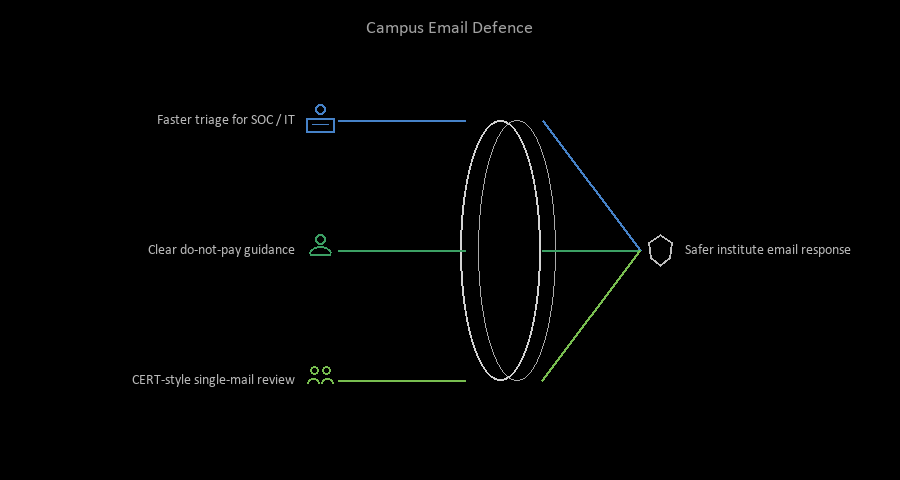 Campus Email Defence
Faster triage for SOC / IT
Clear do-not-pay guidance
Safer institute email response
CERT-style single-mail review